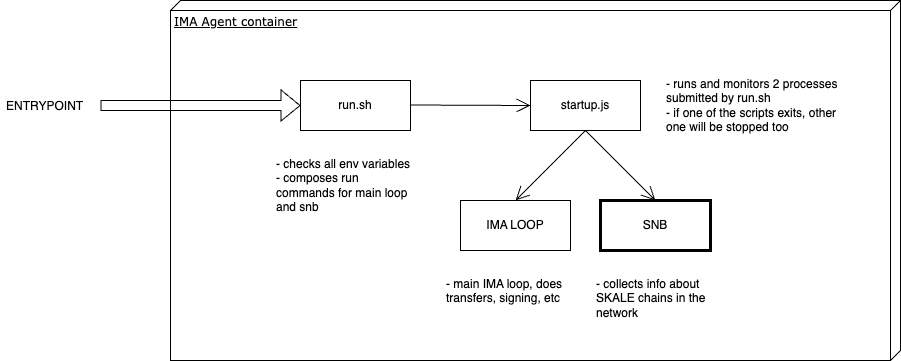 IMA Agent container
ENTRYPOINT
run.sh
startup.js
- runs and monitors 2 processes
submitted by run.sh
- if one of the scripts exits, other
one will be stopped too
- checks all env variables
- composes run
commands for main loop
and snb
IMA LOOP
SNB
- main IMA loop, does
transfers, signing, etc
- collects info about
SKALE chains in the
network